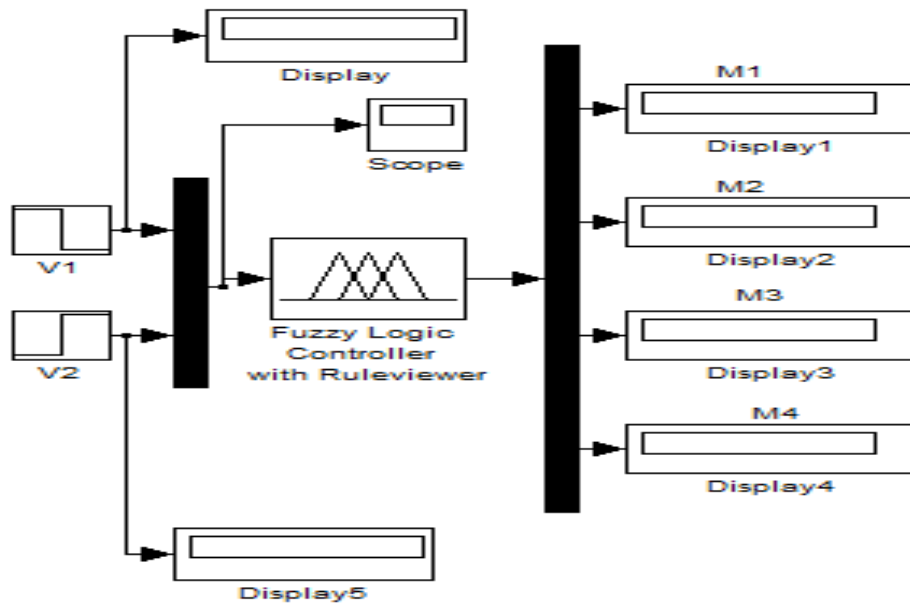 Display
Scope
V1
V2
Fuzzy Logic
Controller
with Ruleviewer
Display5
M1
Display1
M2
Display2
M3
Display3
M4
Display4